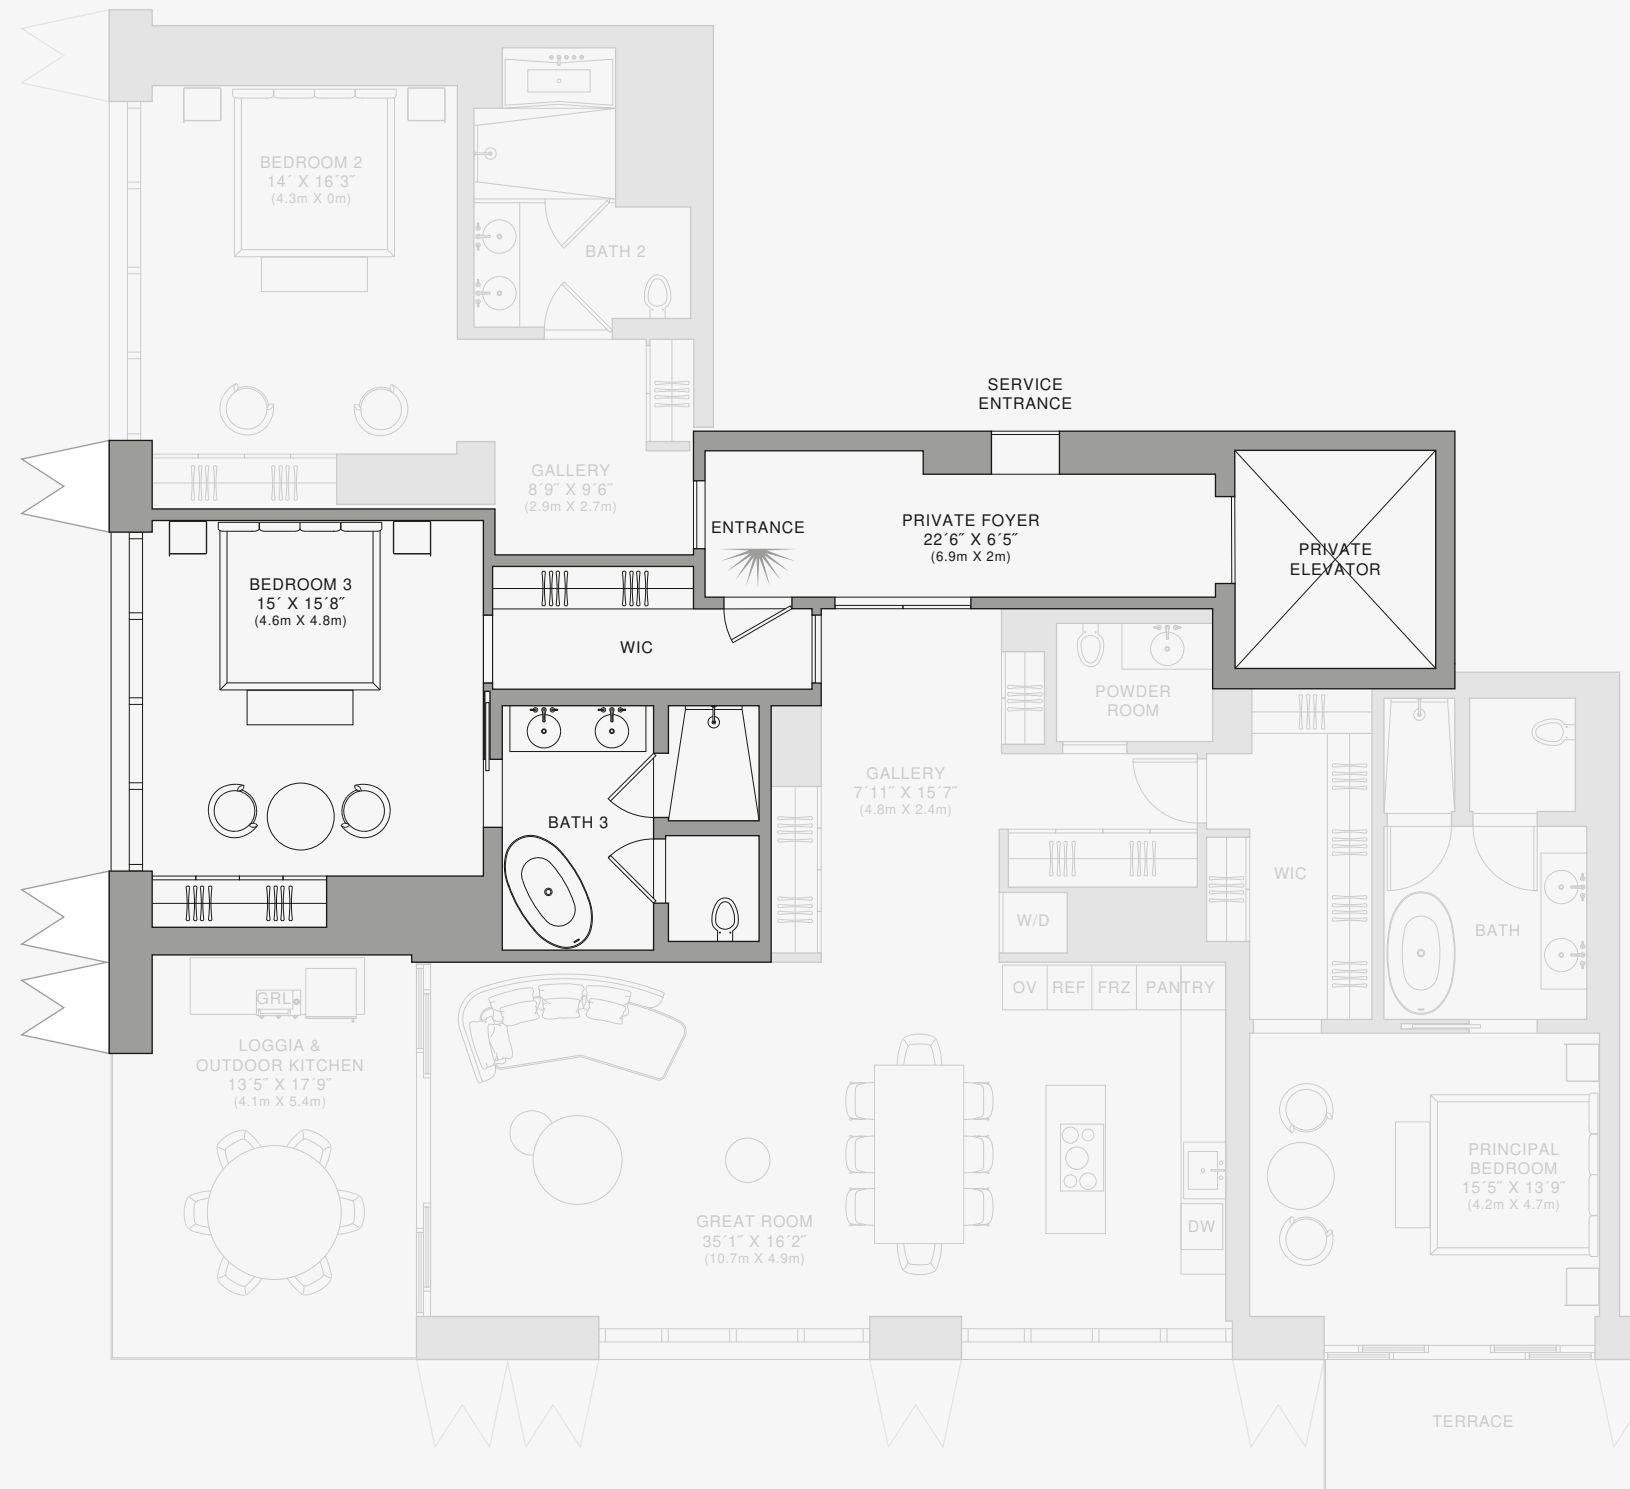 BEDROOM 2
14´ X 16´3˝
(4.3m X 0m)
BATH 2
SERVICE
ENTRANCE
GALLERY
8´9˝ X 9´6˝
(2.9m X 2.7m)
ENTRANCE
PRIVATE FOYER
22´6˝ X 6´5˝
(6.9m X 2m)
PRIVATE
ELEVATOR
BEDROOM 3
15´ X 15´8˝
(4.6m X 4.8m)
WIC
POWDER
ROOM
GALLERY
7´11˝ X 15´7˝
(4.8m X 2.4m)
BATH 3
WIC
W/D
BATH
OV
REF
FRZ
PANTRY
GRL
LOGGIA &
OUTDOOR KITCHEN
13´5˝ X 17´9˝
(4.1m X 5.4m)
PRINCIPAL
BEDROOM
15´5˝ X 13´9˝
(4.2m X 4.7m)
GREAT ROOM
35´1˝ X 16´2˝
(10.7m X 4.9m)
DW
TERRACE